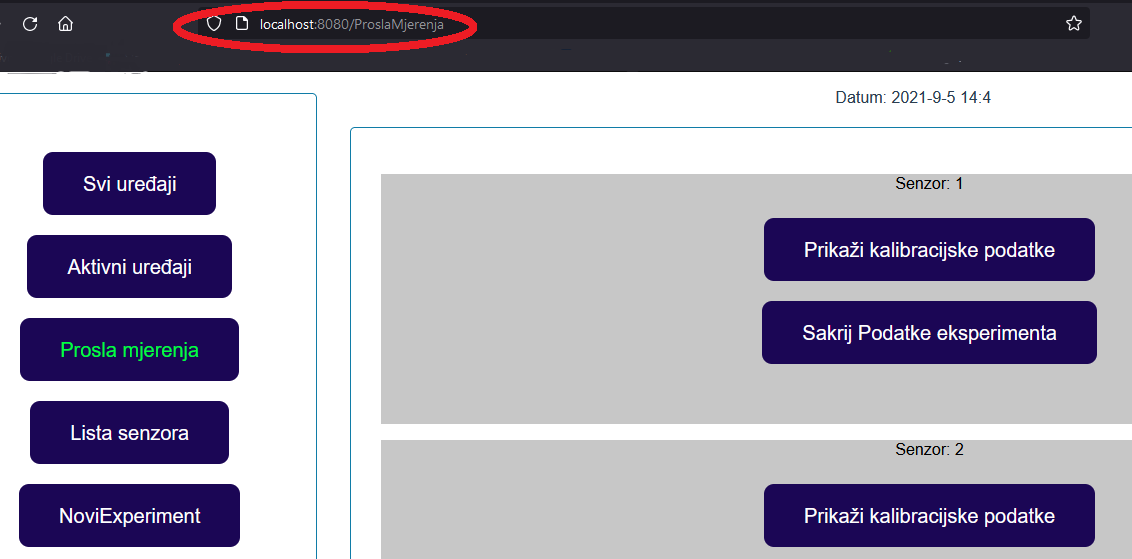 localhost:8080/ProslaMjerenja
Datum: 2021-9-5 14:4
Svi uređaji
Aktivni uređaji
Prosla mjerenja
Lista senzora
NoviExperiment
Senzor: 1
Prikaži kalibracijske podatke
Sakrij Podatke eksperimenta
Senzor: 2
Prikaži kalibracijske podatke